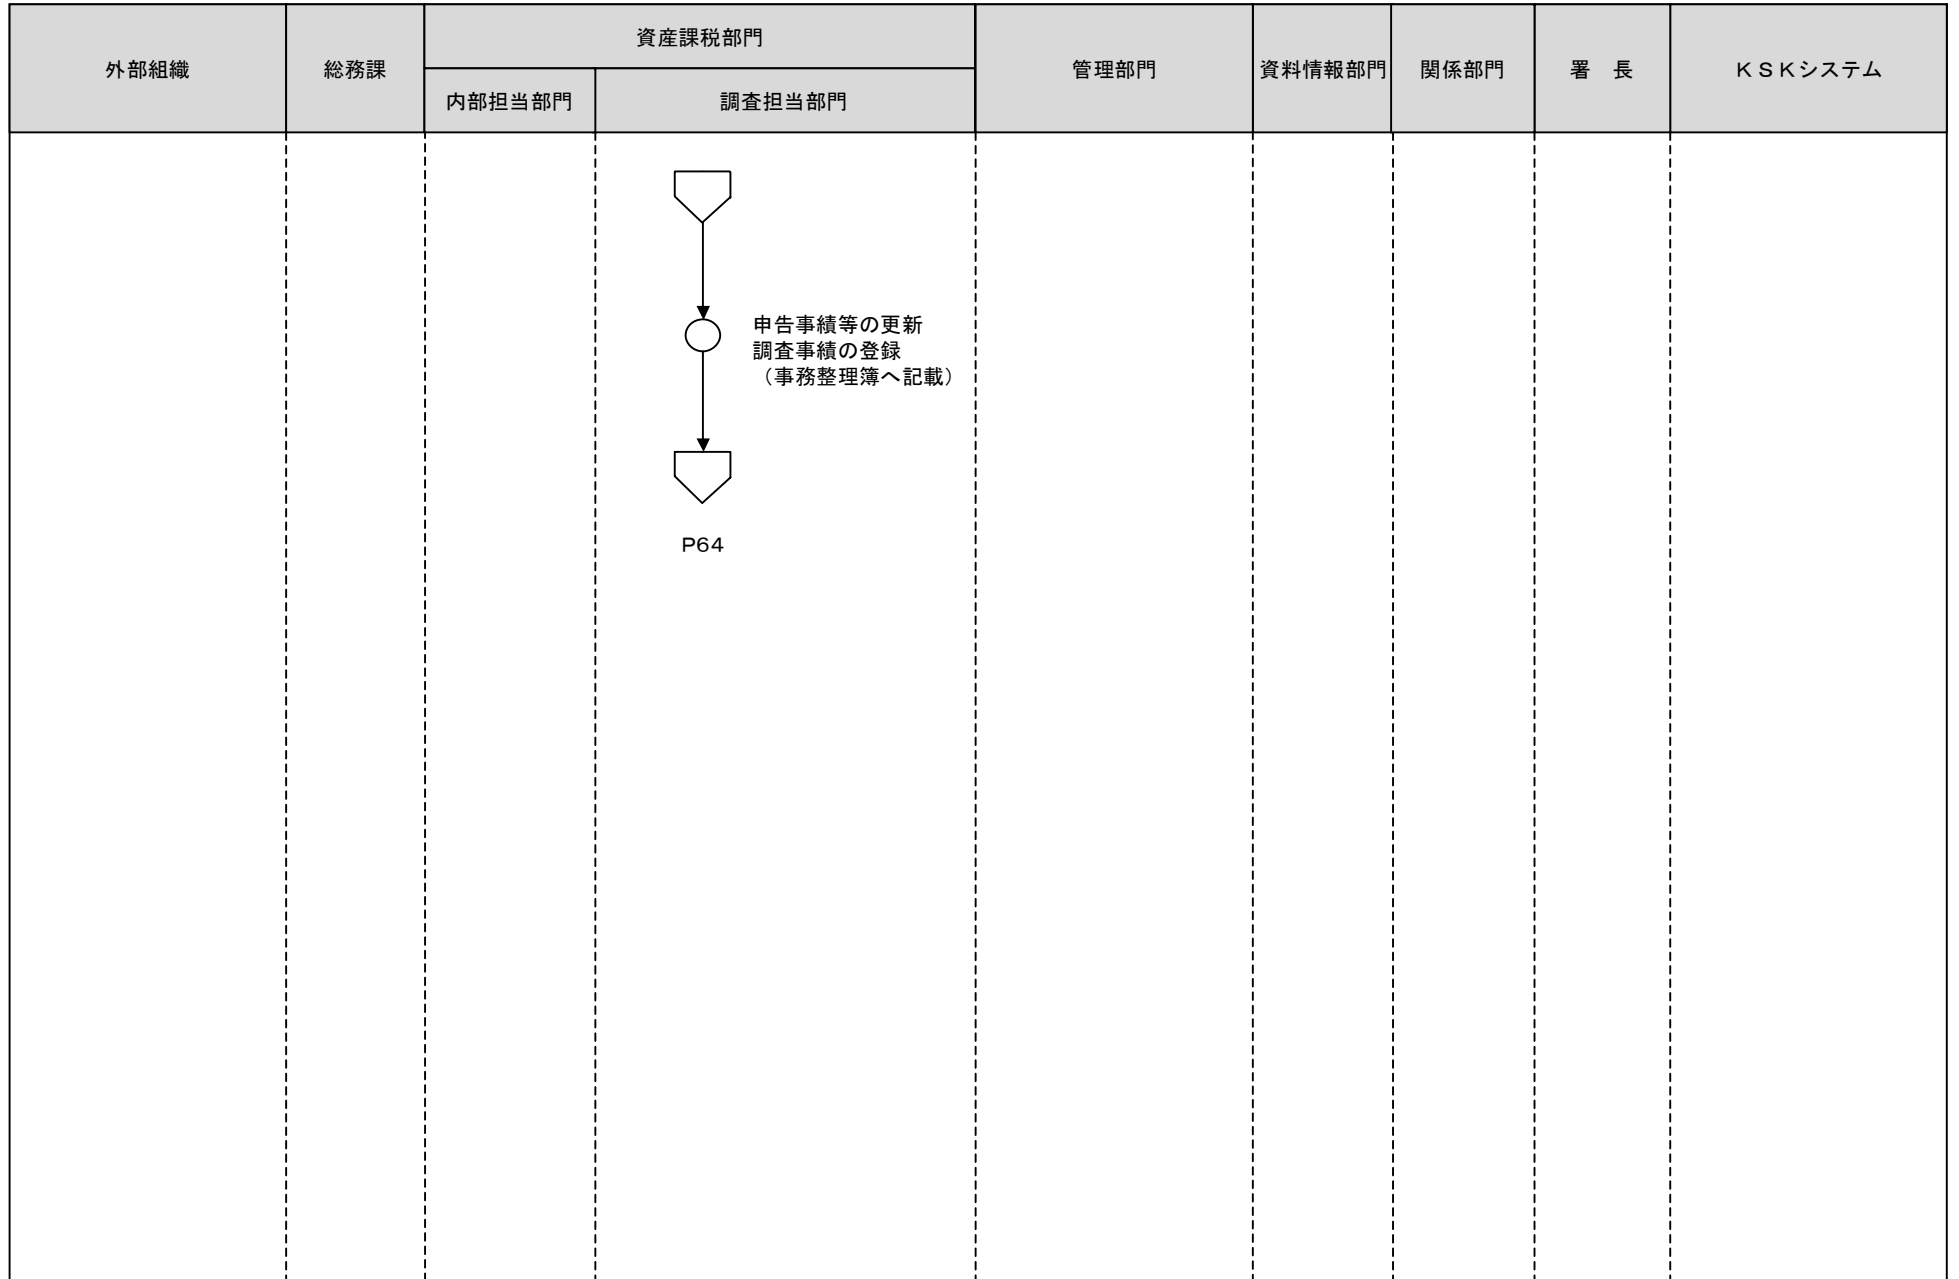 外部組織
総務課
資産課税部門
内部担当部門
調査担当部門
管理部門
資料情報部門
関係部門
署　長
ＫＳＫシステム
申告事績等の更新
調査事績の登録
（事務整理簿へ記載）
P64